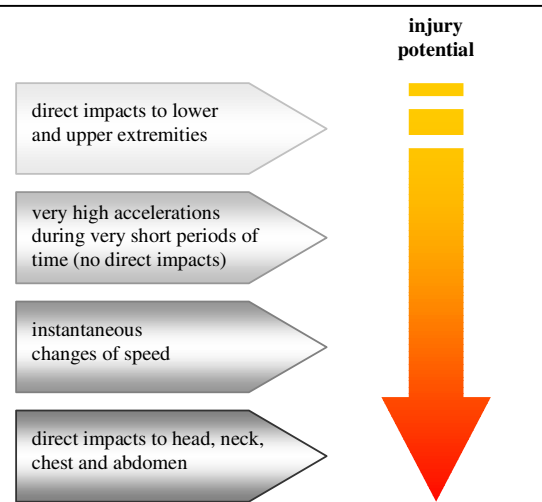 injury
potential
direct impacts to lower
and upper extremities
very high accelerations
during very short periods of
time (no direct impacts)
instantaneous
changes of speed
direct impacts to head, neck,
chest and abdomen